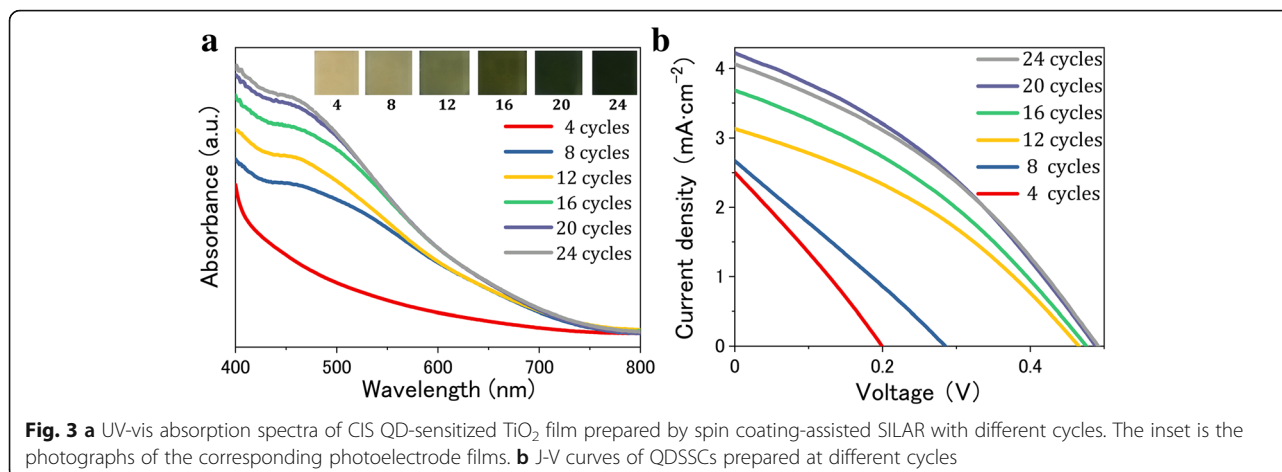 a
4 8 12 16 20 24
4 cycles
8 cycles
12 cycles
16 cycles
20 cycles
24 cycles
Absorbance (a.u.)
400 500 600 700 800
Wavelength (nm)
b
24 cycles
20 cycles
16 cycles
12 cycles
8 cycles
4 cycles
Current density (mA·cm⁻²)
4
3
2
1
0
0 0.2 0.4
Voltage (V)
Fig. 3 a UV-vis absorption spectra of CIS QD-sensitized TiO₂ film prepared by spin coating-assisted SILAR with different cycles. The inset is the
photographs of the corresponding photoelectrode films. b J-V curves of QDSSCs prepared at different cycles